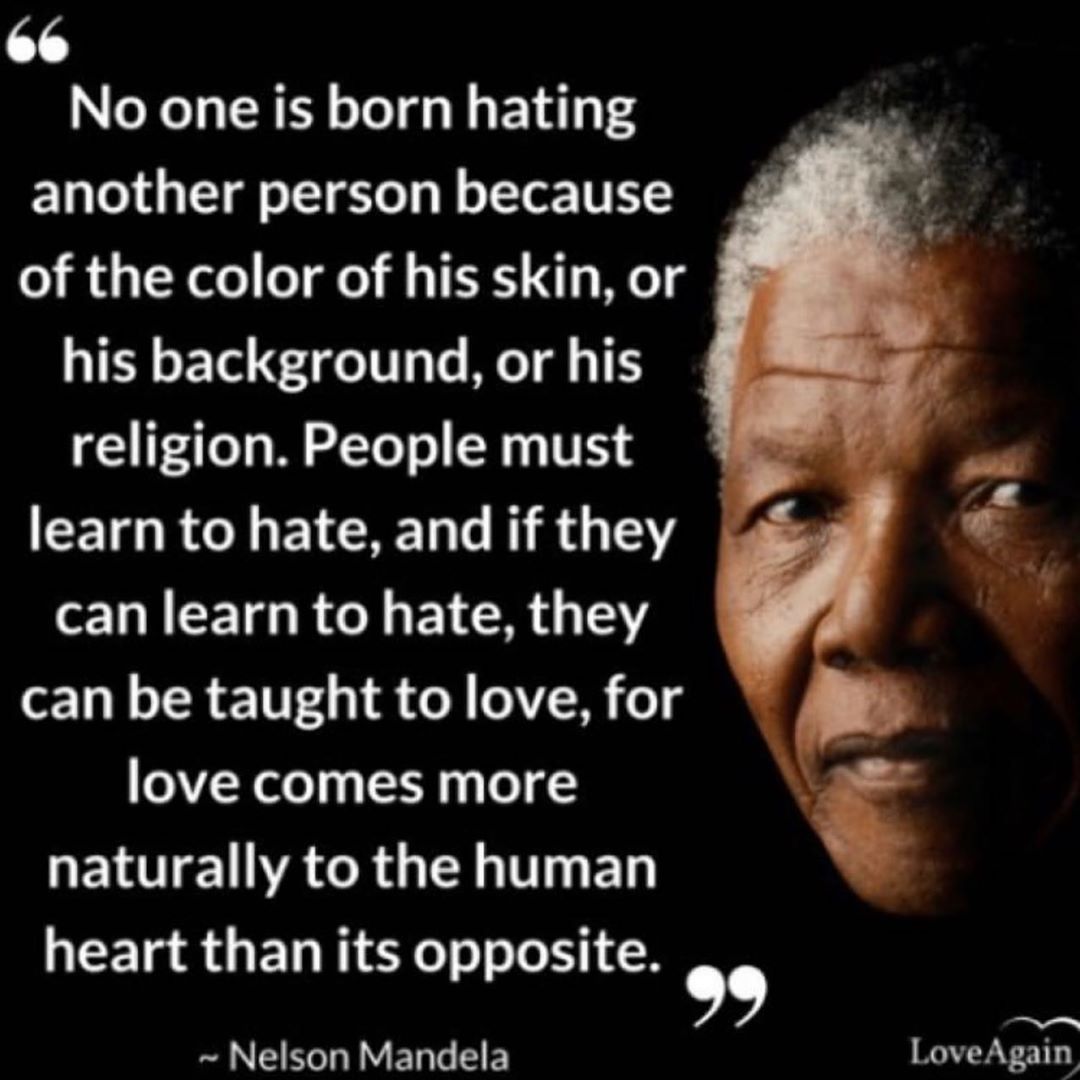 “
No one is born hating
another person because
of the color of his skin, or
his background, or his
religion. People must
learn to hate, and if they
can learn to hate, they
can be taught to love, for
love comes more
naturally to the human
heart than its opposite.
”
~ Nelson Mandela
LoveAgain